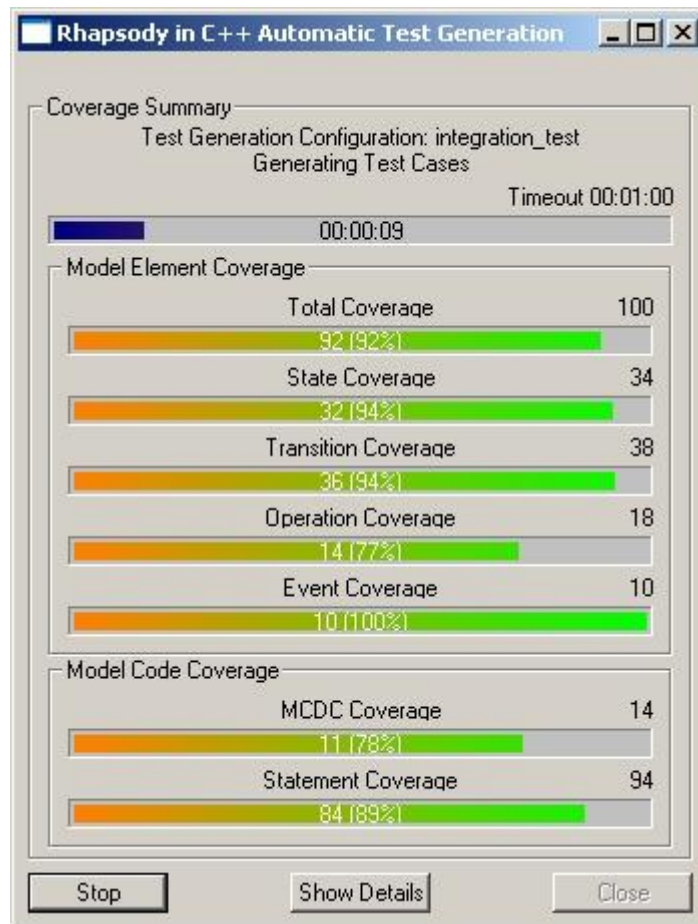 Rhapsody in C++ Automatic Test Generation
Coverage Summary
Test Generation Configuration: integration_test
Generating Test Cases
Timeout 00:01:00
00:00:09
Model Element Coverage
Total Coverage 100
92 (92%)
State Coverage 34
32 (94%)
Transition Coverage 38
36 (94%)
Operation Coverage 18
14 (77%)
Event Coverage 10
10 (100%)
Model Code Coverage
MCDC Coverage 14
11 (78%)
Statement Coverage 94
84 (89%)
Stop Show Details Close